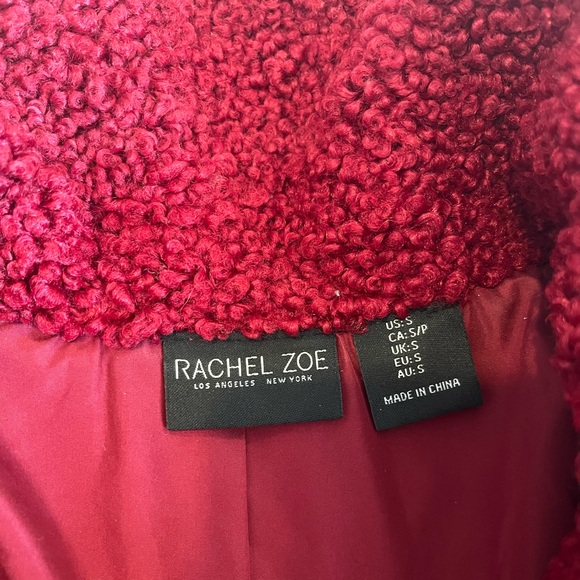 RACHEL ZOE
LOS ANGELES NEW YORK
US:S
CA:S/P
UK:S
EU:S
AU:S
MADE IN CHINA